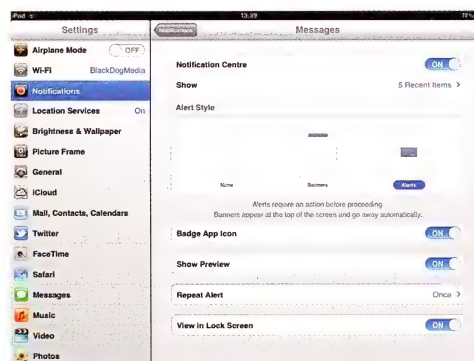 iPod
13:39
Settings
Notifications
Messages
Airplane Mode
OFF
Wi-Fi
BlackDogMedia
Notifications
Location Services
On
Brightness & Wallpaper
Picture Frame
General
iCloud
Mail, Contacts, Calendars
Twitter
FaceTime
Safari
Messages
Music
Video
Photos
Notification Centre
ON
Show
5 Recent Items
Alert Style
None
Banners
Alerts
Alerts require an action before proceeding
Banners appear at the top of the screen and go away automatically.
Badge App Icon
ON
Show Preview
ON
Repeat Alert
Once
View in Lock Screen
ON